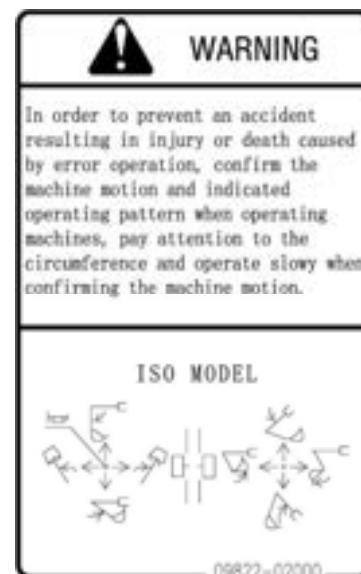 WARNING
In order to prevent an accident
resulting in injury or death caused
by error operation, confirm the
machine motion and indicated
operating pattern when operating
machines, pay attention to the
circumference and operate slowy when
confirming the machine motion.
ISO MODEL
09822-02000